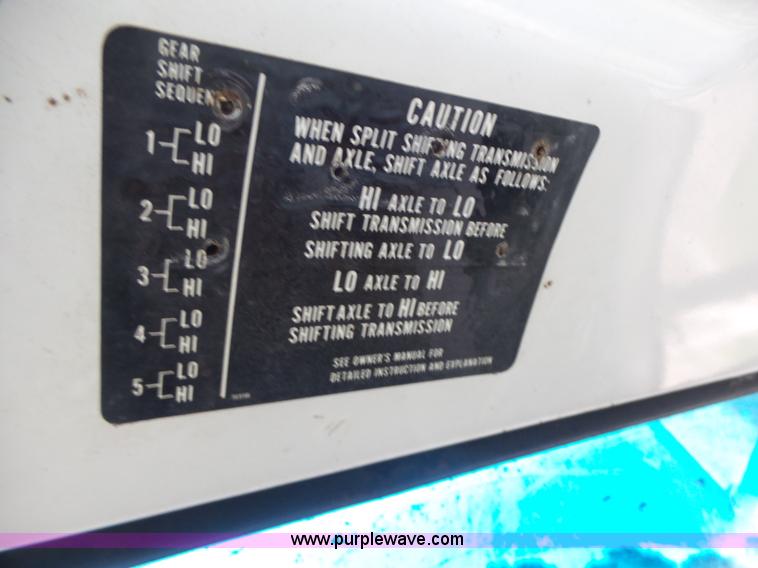 GEAR
SHIFT
SEQUEN
1 LO
HI
2 LO
HI
3 LO
HI
4 LO
HI
5 LO
HI
CAUTION
WHEN SPLIT SHIFTING TRANSMISSION
AND AXLE, SHIFT AXLE AS FOLLOWS:
HI AXLE TO LO
SHIFT TRANSMISSION BEFORE
SHIFTING AXLE TO LO
LO AXLE TO HI
SHIFT AXLE TO HI BEFORE
SHIFTING TRANSMISSION
SEE OWNER'S MANUAL FOR
DETAILED INSTRUCTION AND EXPLANATION
www.purplewave.com